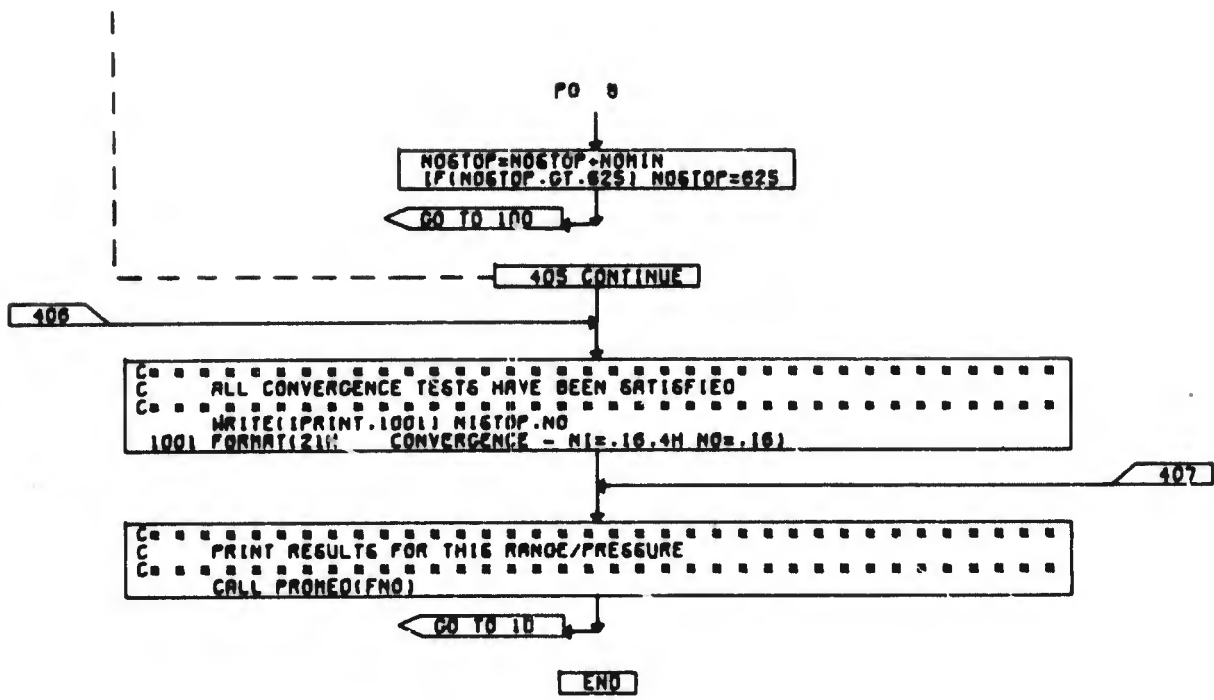 PO 8
NOSTOP=NOSTOP+NOMIN
IF(NOSTOP.GT.625) NOSTOP=625
GO TO 100
405 CONTINUE
406
C* * * * * * * * * * * * * * * * * * * * * * * * * * * * * * * * * * *
C ALL CONVERGENCE TESTS HAVE BEEN SATISFIED
C* * * * * * * * * * * * * * * * * * * * * * * * * * * * * * * * * * *
WRITE(IPRINT,1001) NISTOP,NO
1001 FORMAT(21H CONVERGENCE - NI=,I6,4H NO=,I6)
407
C* * * * * * * * * * * * * * * * * * * * * * * * * * * * * * * * * * *
C PRINT RESULTS FOR THIS RANGE/PRESSURE
C* * * * * * * * * * * * * * * * * * * * * * * * * * * * * * * * * * *
CALL PROMED(FNO)
GO TO 10
END